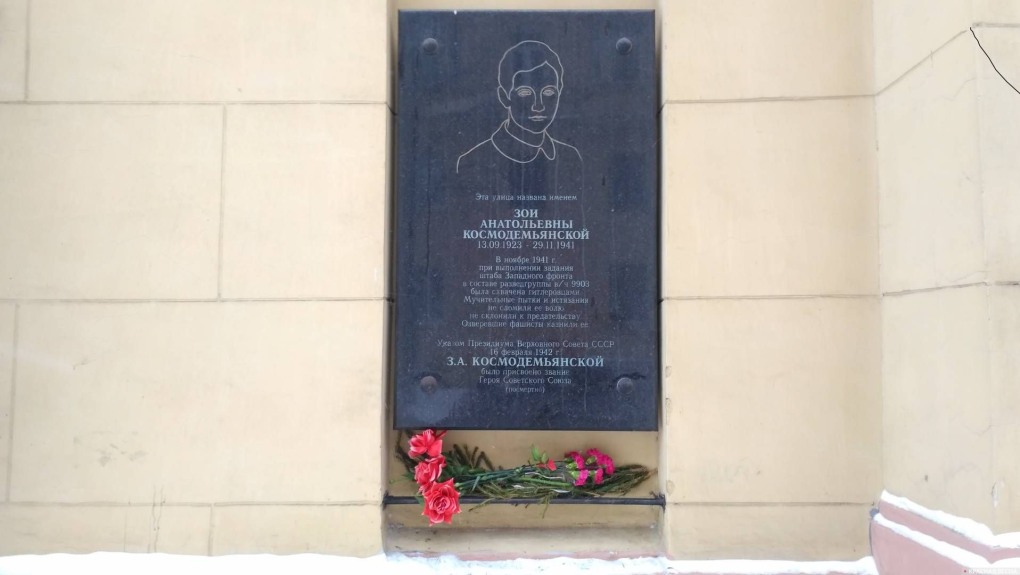 Эта улица названа именем
ЗОИ
АНАТОЛЬЕВНЫ
КОСМОДЕМЬЯНСКОЙ
13.09.1923 - 29.11.1941
В ноябре 1941 г.
при выполнении задания
штаба Западного фронта
в составе разведгруппы в/ч 9903
была схвачена гитлеровцами.
Мучительные пытки и истязания
не сломили ее волю
не склонили к предательству.
Озверевшие фашисты казнили ее.
Указом Президиума Верховного Совета СССР
16 февраля 1942 г.
З.А. КОСМОДЕМЬЯНСКОЙ
было присвоено звание
Героя Советского Союза
(посмертно)